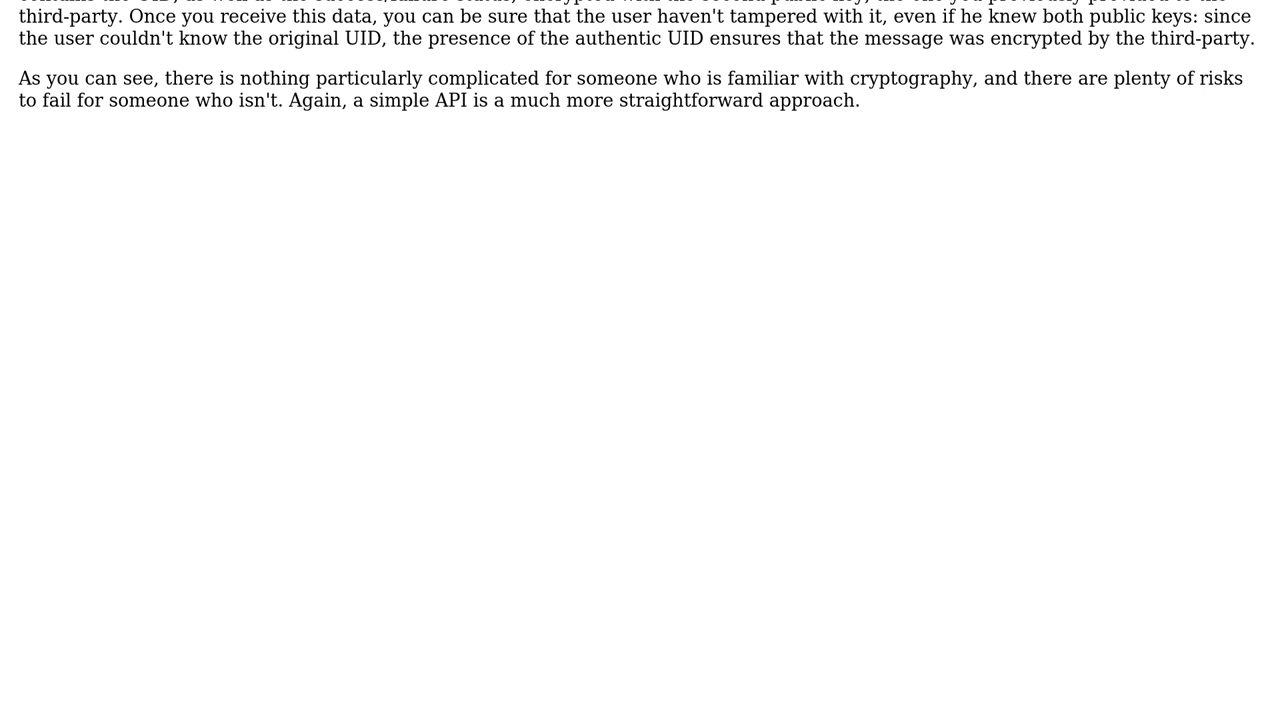 third-party. Once you receive this data, you can be sure that the user haven't tampered with it, even if he knew both public keys: since
the user couldn't know the original UID, the presence of the authentic UID ensures that the message was encrypted by the third-party.
As you can see, there is nothing particularly complicated for someone who is familiar with cryptography, and there are plenty of risks
to fail for someone who isn't. Again, a simple API is a much more straightforward approach.